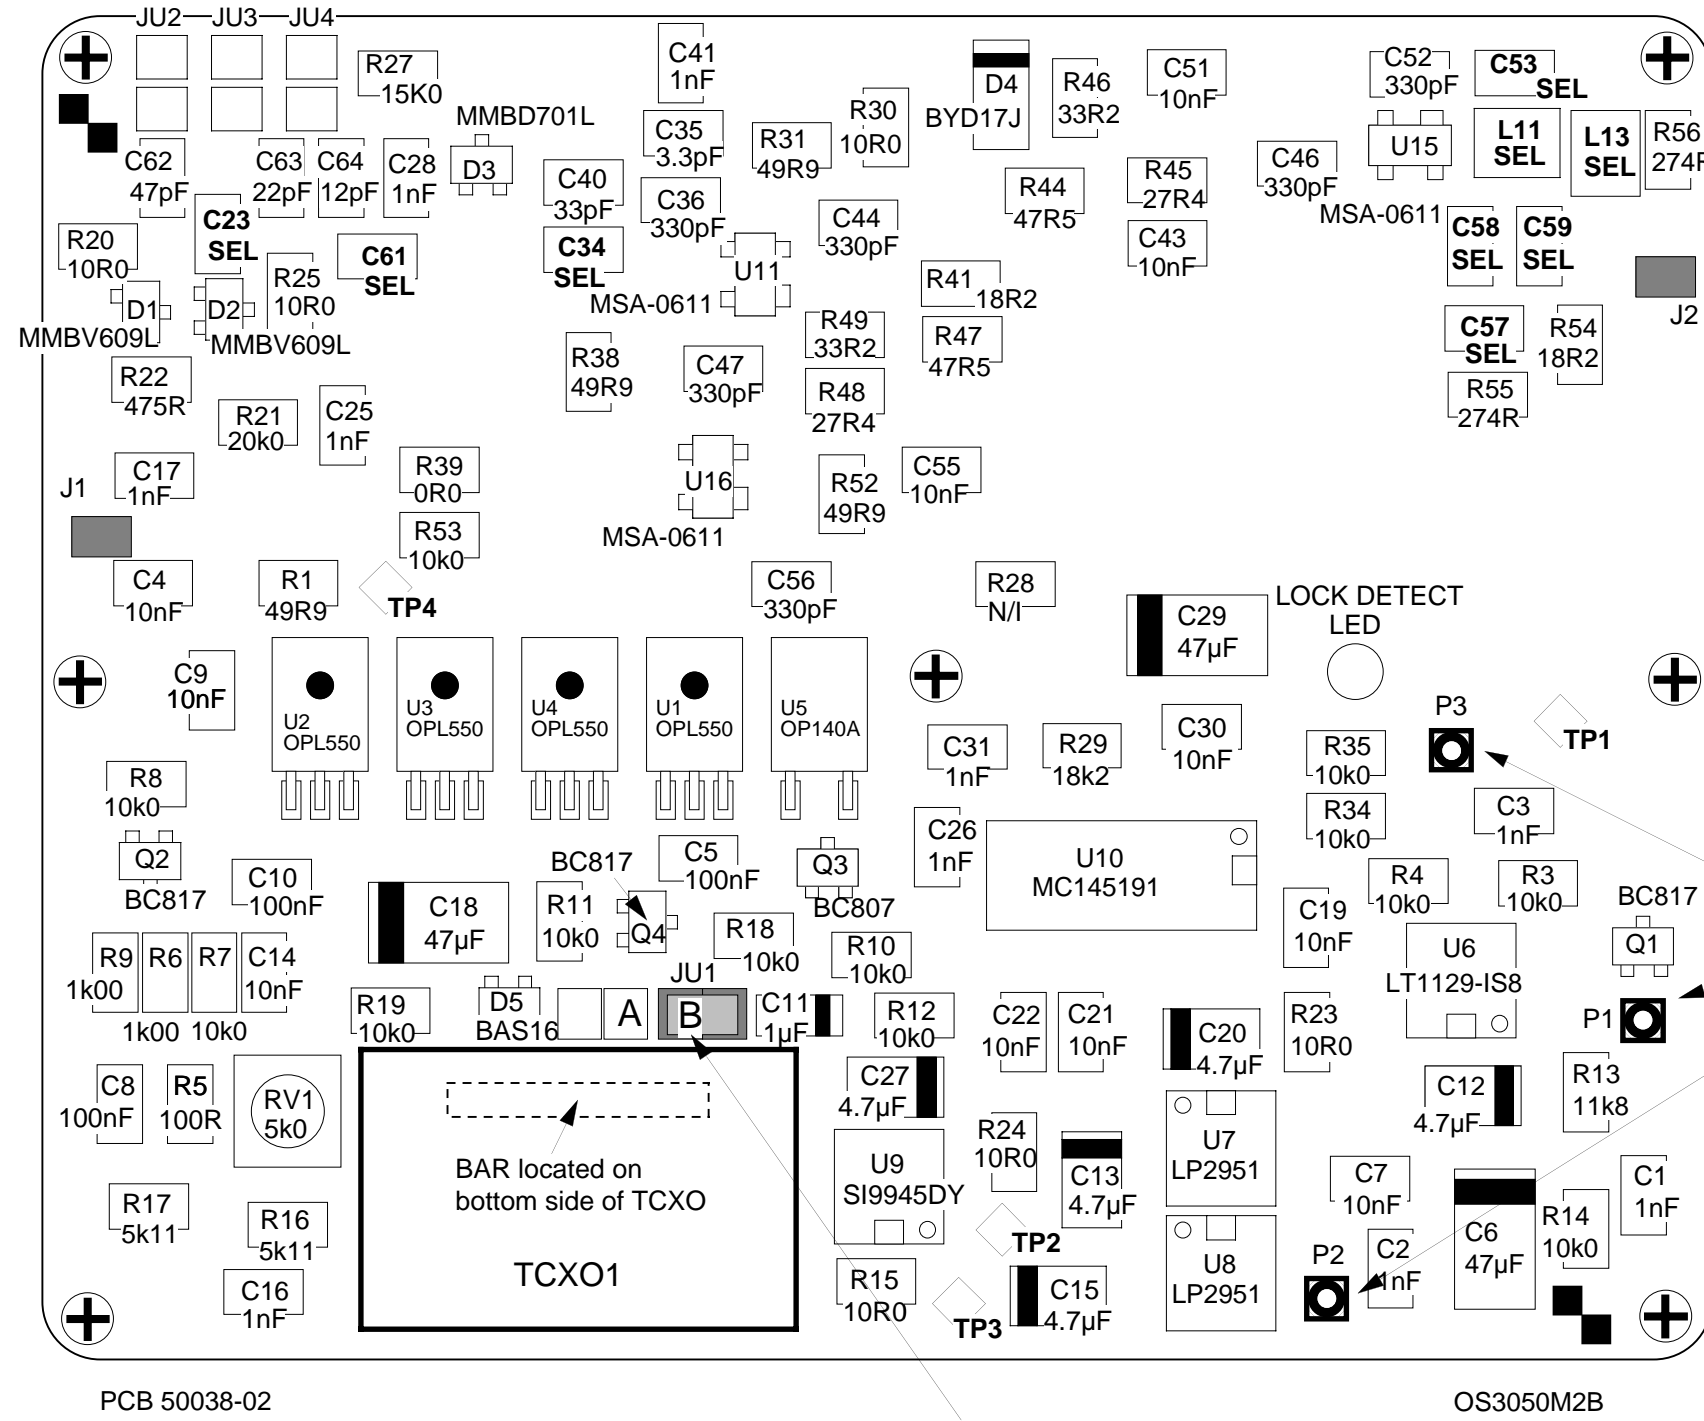 JU2 JU3 JU4
R27
15K0
C41
1nF
D4
BYD17J
R46
33R2
C51
10nF
C52
330pF
C53
SEL
MMBD701L
D3
C35
3.3pF
R31
49R9
R30
10R0
U15
MSA-0611
L11
SEL
L13
SEL
R56
C62
47pF
C63
22pF
C64
12pF
C28
1nF
C40
33pF
C36
330pF
C44
330pF
R44
47R5
R45
27R4
C46
330pF
C43
10nF
C58
SEL
C59
SEL
R20
10R0
C23
SEL
C61
SEL
C34
SEL
U11
MSA-0611
R41
18R2
J2
D1
MMBV609L
D2
MMBV609L
R25
10R0
R49
33R2
R47
47R5
C57
SEL
R54
18R2
R22
475R
R38
49R9
C47
330pF
R48
27R4
R55
274R
R21
20k0
C25
1nF
C17
1nF
R39
0R0
U16
MSA-0611
R52
49R9
C55
10nF
J1
R53
10k0
C4
10nF
R1
49R9
TP4
C56
330pF
R28
N/I
C29
47µF
LOCK DETECT
LED
C9
10nF
U2
OPL550
U3
OPL550
U4
OPL550
U1
OPL550
U5
OP140A
C31
1nF
R29
18k2
C30
10nF
R35
10k0
P3
TP1
R8
10k0
C26
1nF
U10
MC145191
R34
10k0
C3
1nF
Q2
BC817
C10
100nF
C18
47µF
BC817
R11
10k0
Q4
C5
100nF
Q3
BC807
R4
10k0
R3
10k0
BC817
Q1
R9
1k00
R6
1k00
R7
10k0
C14
10nF
R18
10k0
R10
10k0
C19
10nF
U6
LT1129-IS8
R19
10k0
D5
BAS16
JU1
A B
C11
1µF
R12
10k0
C22
10nF
C21
10nF
C20
4.7µF
R23
10R0
P1
C8
100nF
R5
100R
RV1
5k0
BAR located on
bottom side of TCXO
TCXO1
C27
4.7µF
U9
SI9945DY
R24
10R0
C13
4.7µF
U7
LP2951
C12
4.7µF
R13
11k8
R17
5k11
R16
5k11
TP2
U8
LP2951
C7
10nF
C6
47µF
R14
10k0
C1
1nF
C16
1nF
R15
10R0
TP3
C15
4.7µF
P2
C2
1nF
PCB 50038-02
OS3050M2B